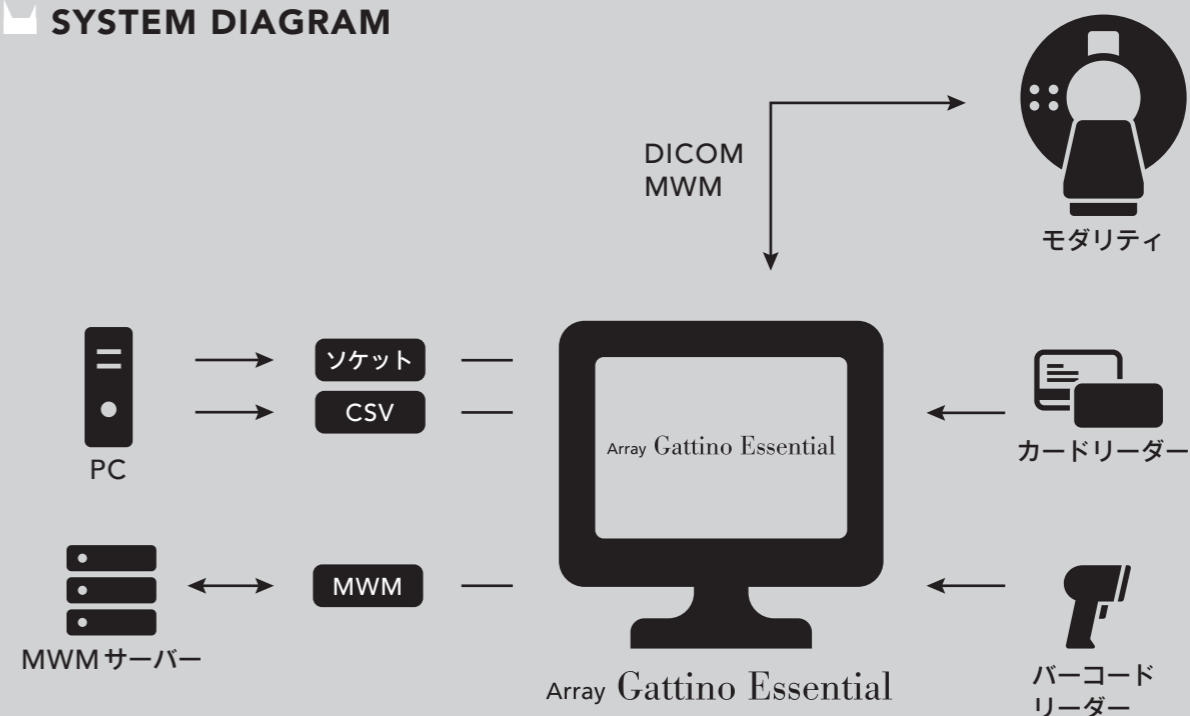 SYSTEM DIAGRAM
DICOM
MWM
モダリティ
PC
ソケット
CSV
Array Gattino Essential
カードリーダー
MWMサーバー
MWM
Array Gattino Essential
バーコード
リーダー